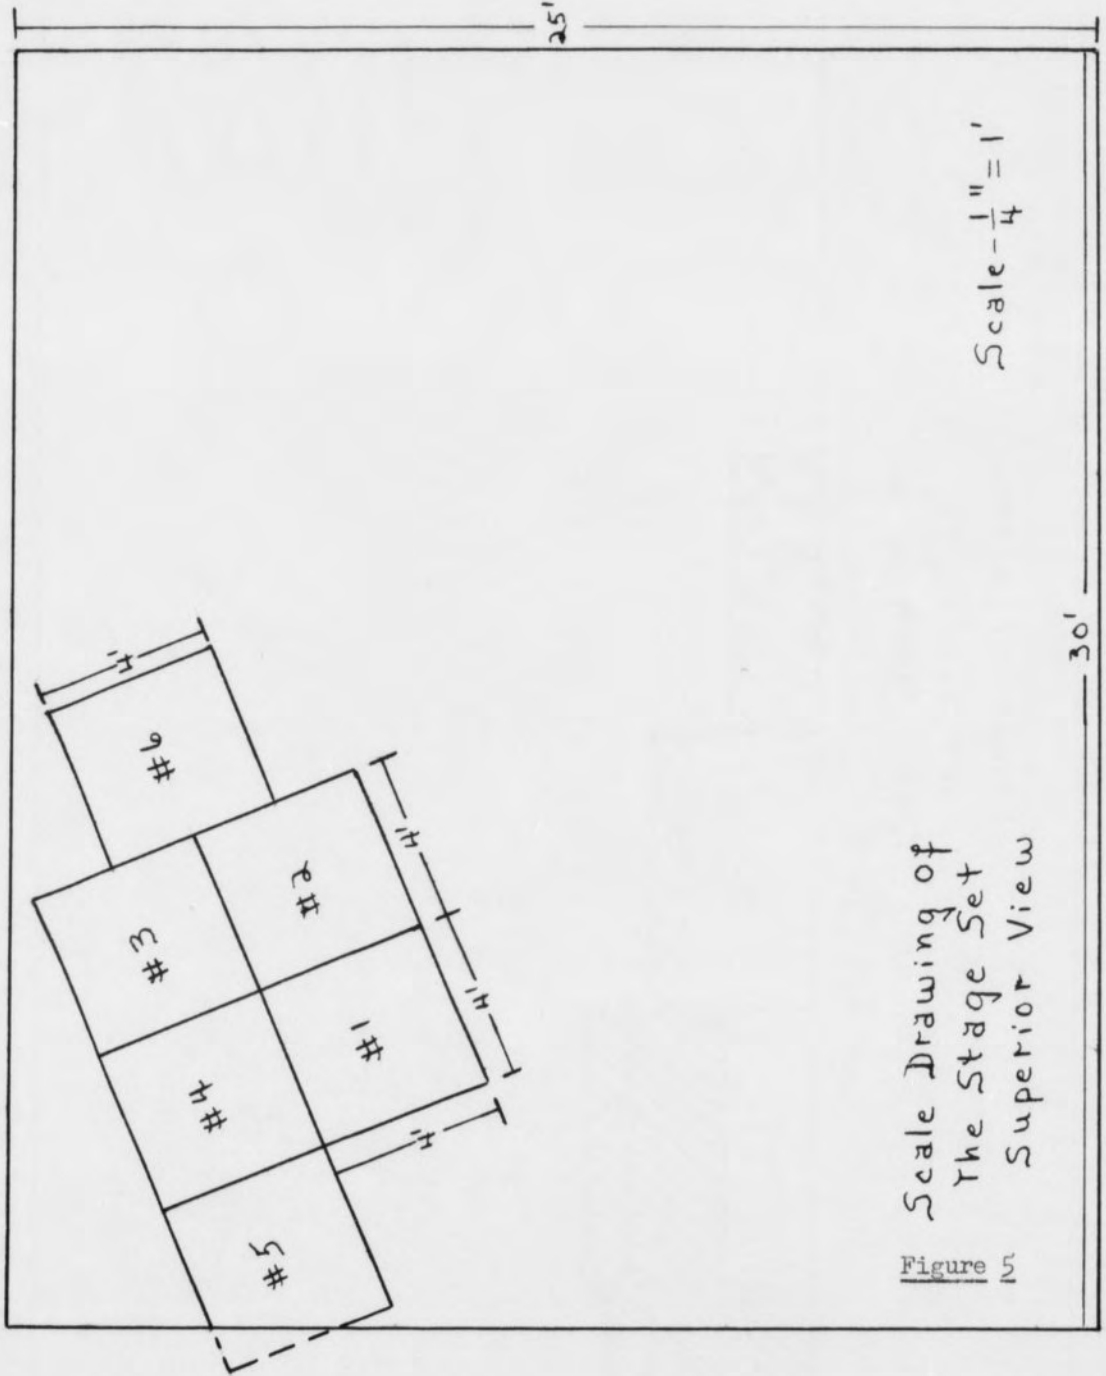 25'
#6
4'
#3
#2
4'
#4
#1
4'
4'
#5
30'
Scale - 1/4" = 1'
Scale Drawing of
The Stage Set
Superior View
Figure 5